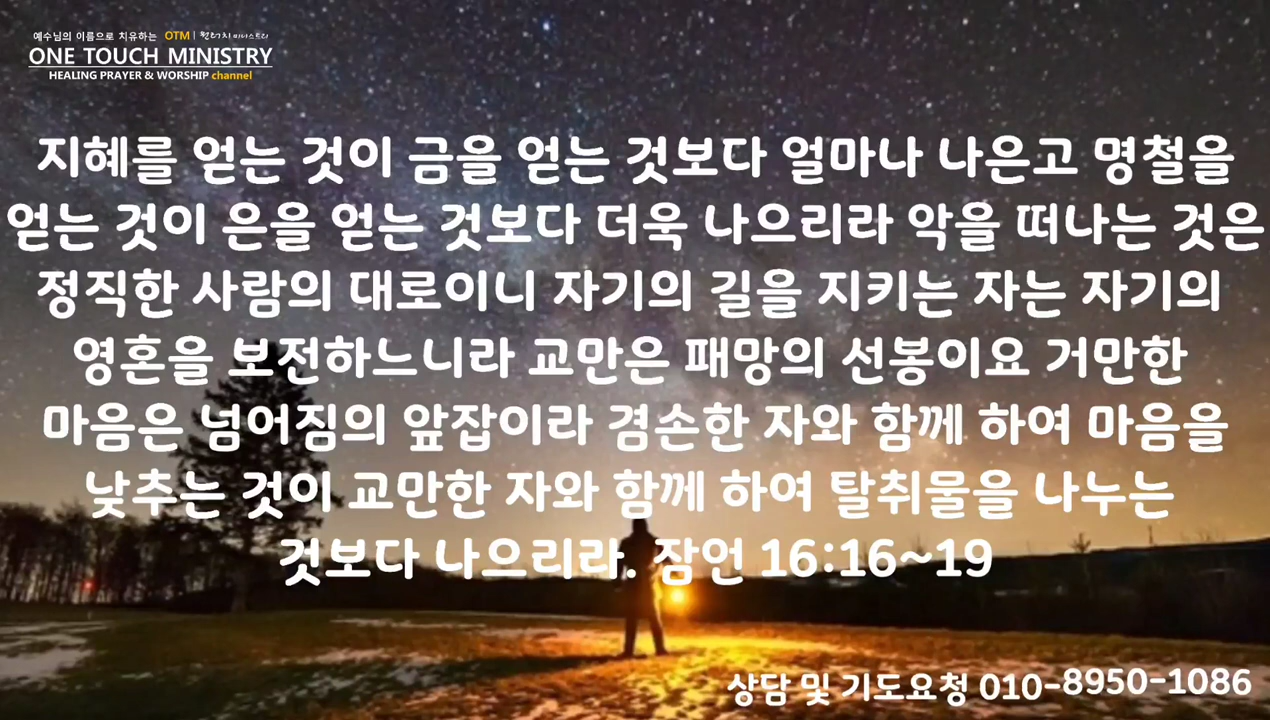 예수님의 이름으로 치유하는 OTM | 원터치 미니스트리
ONE TOUCH MINISTRY
HEALING PRAYER & WORSHIP channel
지혜를 얻는 것이 금을 얻는 것보다 얼마나 나은고 명철을
얻는 것이 은을 얻는 것보다 더욱 나으리라 악을 떠나는 것은
정직한 사람의 대로이니 자기의 길을 지키는 자는 자기의
영혼을 보전하느니라 교만은 패망의 선봉이요 거만한
마음은 넘어짐의 앞잡이라 겸손한 자와 함께 하여 마음을
낮추는 것이 교만한 자와 함께 하여 탈취물을 나누는
것보다 나으리라. 잠언 16:16~19
상담 및 기도요청 010-8950-1086